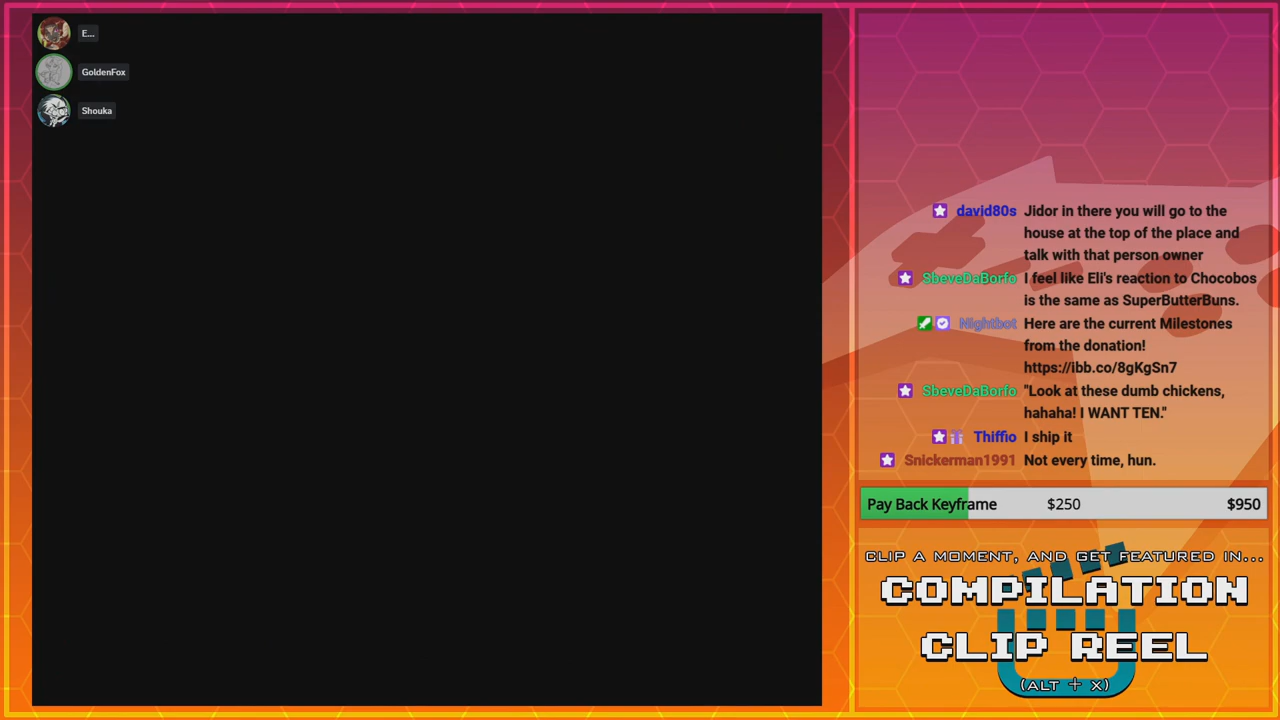 E...
GoldenFox
Shouka
david80s Jidor in there you will go to the
house at the top of the place and
talk with that person owner
SbeveDaBorfo I feel like Eli's reaction to Chocobos
is the same as SuperButterBuns.
Nightbot Here are the current Milestones
from the donation!
https://ibb.co/8gKgSn7
SbeveDaBorfo "Look at these dumb chickens,
hahaha! I WANT TEN."
Thiffio I ship it
Snickerman1991 Not every time, hun.
Pay Back Keyframe $250 $950
CLIP A MOMENT, AND GET FEATURED IN...
COMPILATION
CLIP REEL
(ALT + X)